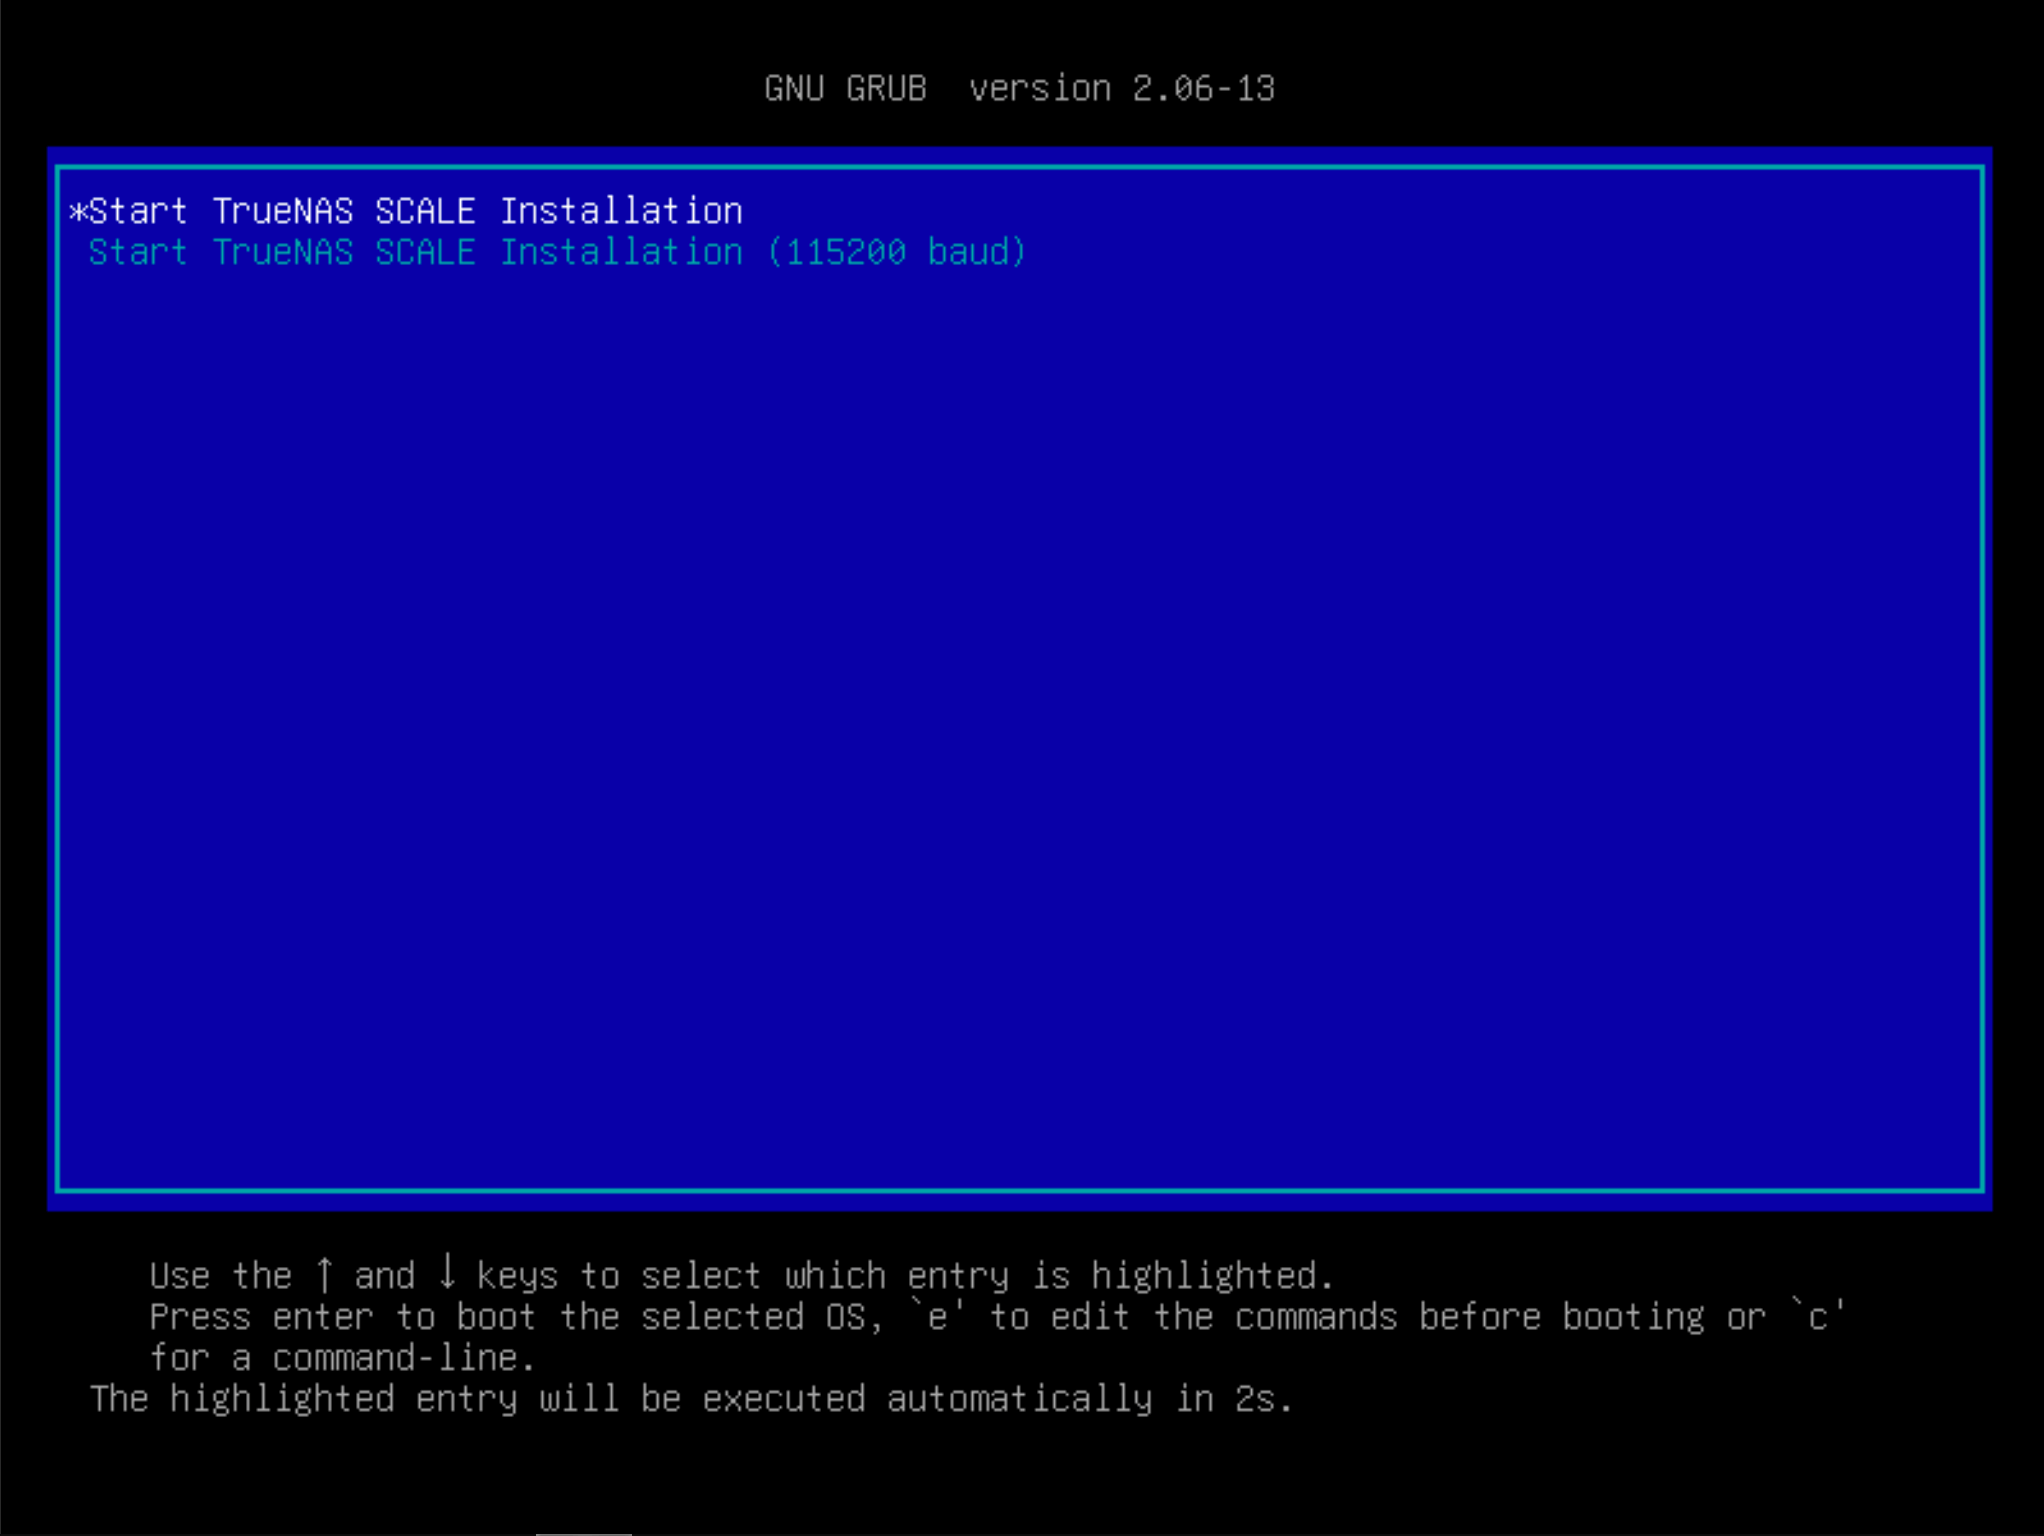 GNU GRUB  version 2.06-13
*Start TrueNAS SCALE Installation
Start TrueNAS SCALE Installation (115200 baud)
Use the ↑ and ↓ keys to select which entry is highlighted.
Press enter to boot the selected OS, `e' to edit the commands before booting or `c'
for a command-line.
The highlighted entry will be executed automatically in 2s.